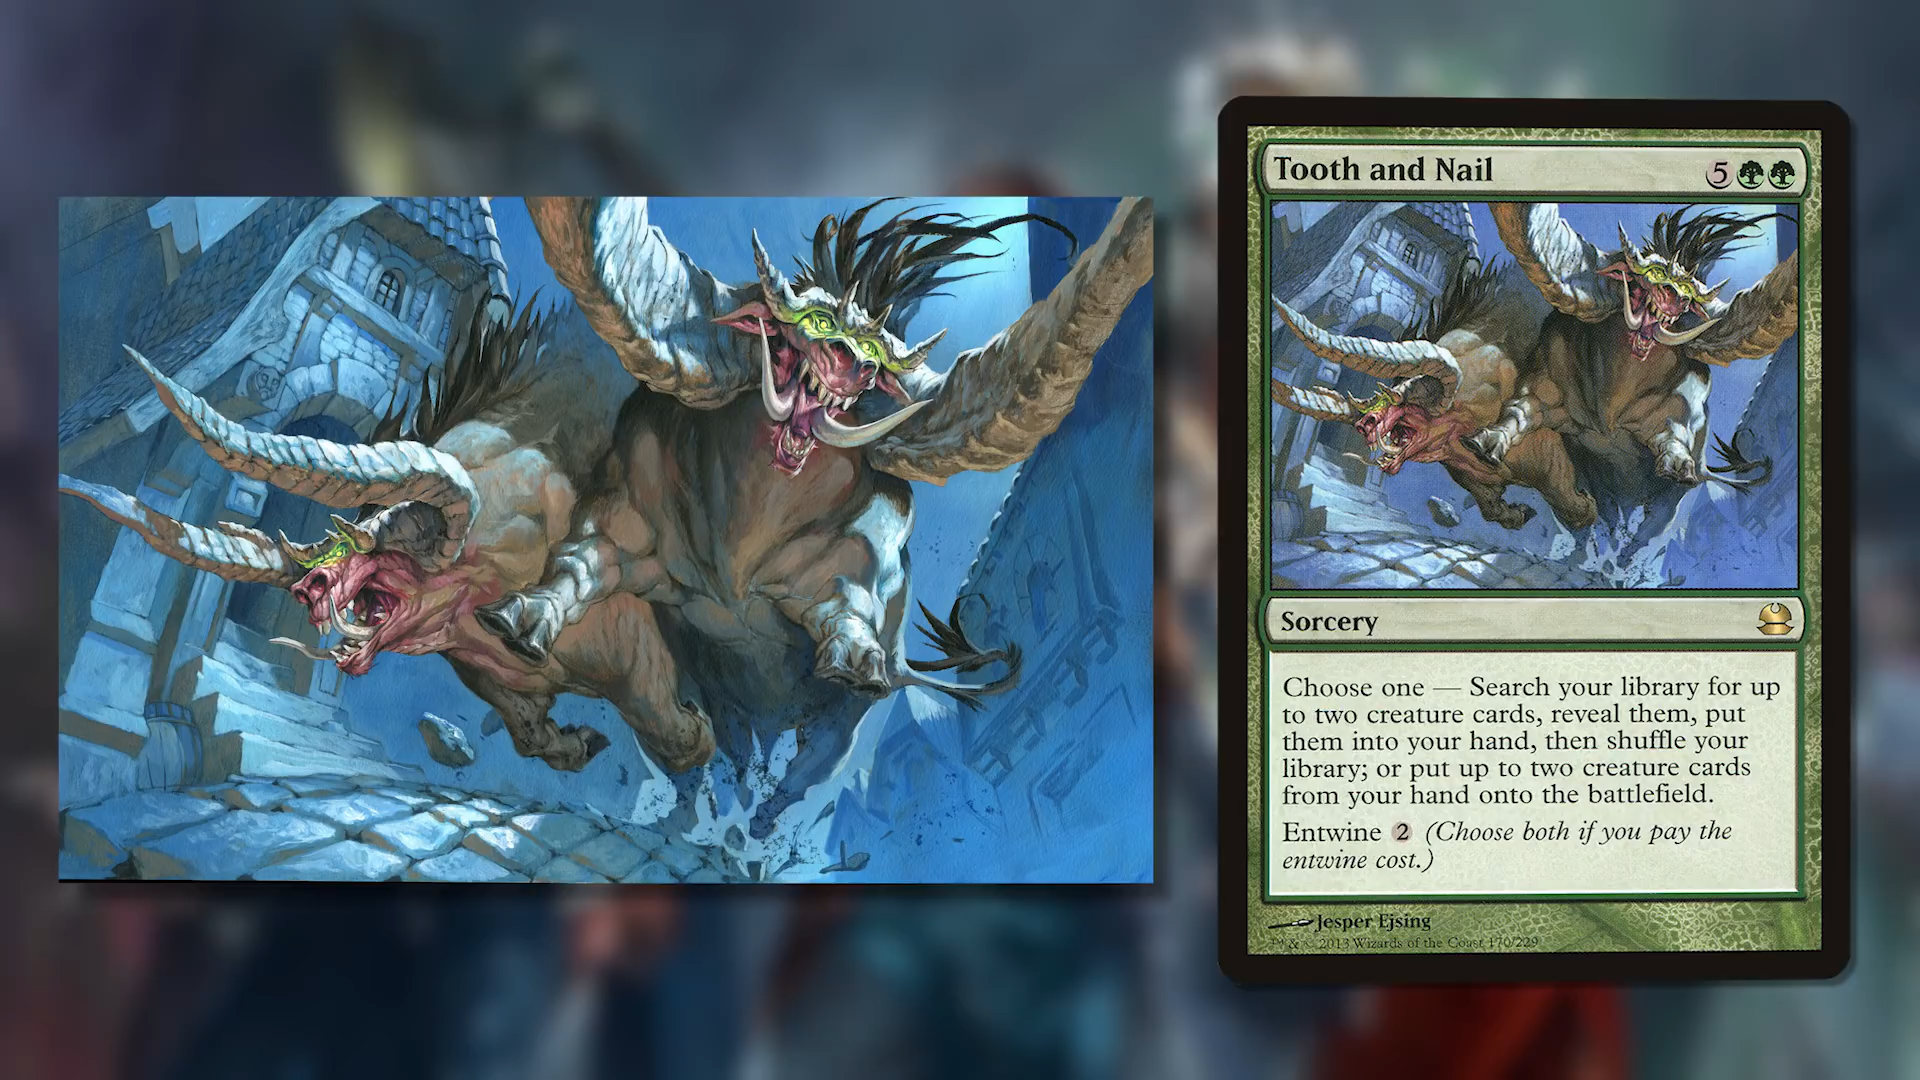 Tooth and Nail 5
Sorcery
Choose one — Search your library for up
to two creature cards, reveal them, put
them into your hand, then shuffle your
library; or put up to two creature cards
from your hand onto the battlefield.
Entwine 2 (Choose both if you pay the
entwine cost.)
Jesper Ejsing
™ & © 2013 Wizards of the Coast 170/229